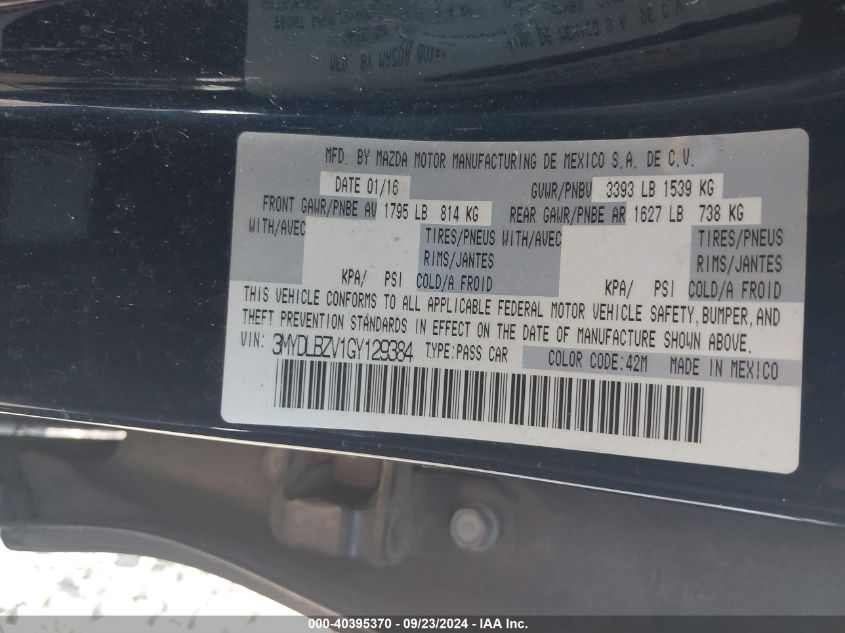 MFD. BY MAZDA MOTOR MANUFACTURING DE MEXICO S.A. DE C.V.
DATE 01/16 GVWR/PNBV 3393 LB 1539 KG
FRONT GAWR/PNBE AV 1795 LB 814 KG REAR GAWR/PNBE AR 1627 LB 738 KG
WITH/AVEC TIRES/PNEUS WITH/AVEC TIRES/PNEUS
RIMS/JANTES RIMS/JANTES
KPA/ PSI COLD/A FROID KPA/ PSI COLD/A FROID
THIS VEHICLE CONFORMS TO ALL APPLICABLE FEDERAL MOTOR VEHICLE SAFETY, BUMPER, AND
THEFT PREVENTION STANDARDS IN EFFECT ON THE DATE OF MANUFACTURE SHOWN ABOVE.
VIN: 3MYDLBZV1GY129384 TYPE:PASS CAR COLOR CODE:42M MADE IN MEXICO
000-40395370 - 09/23/2024 - IAA Inc.